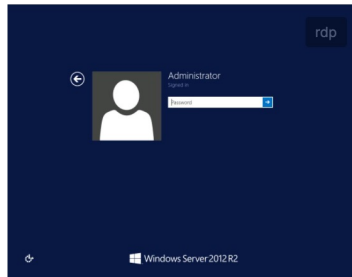 rdp
Administrator
Signed in
Password
Windows Server 2012 R2